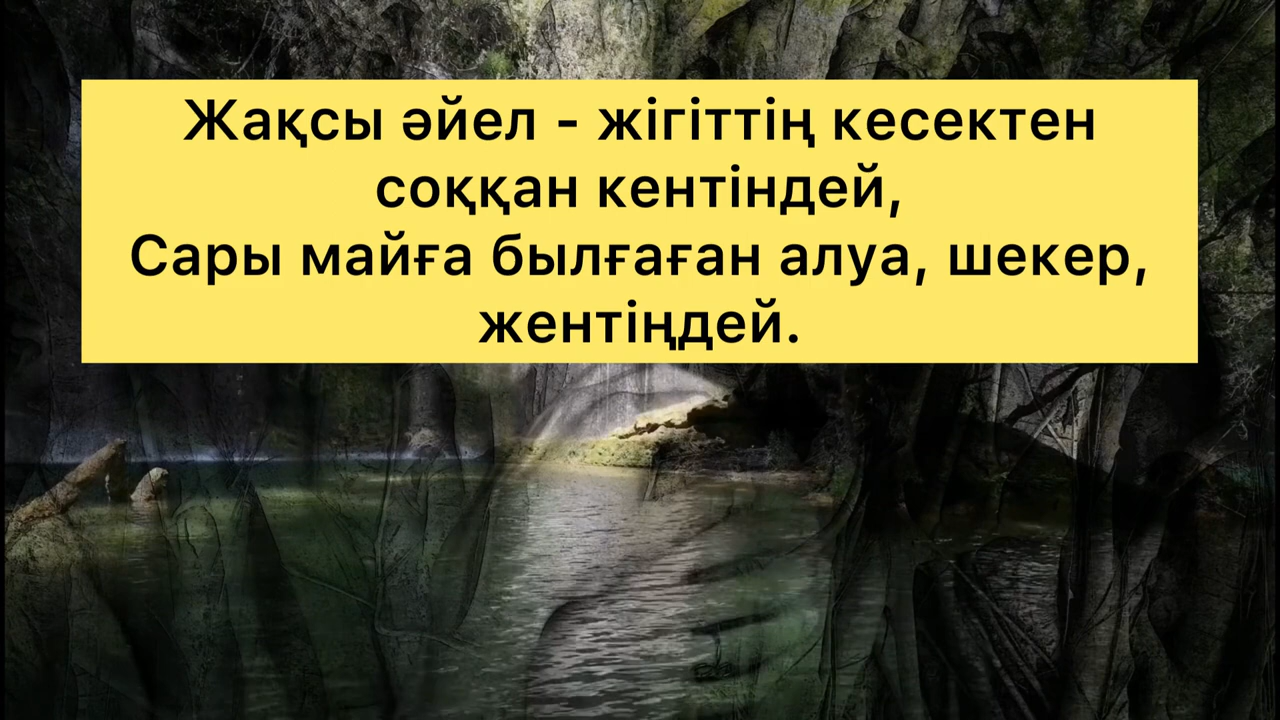 Жақсы әйел - жігіттің кесектен
соққан кентіндей,
Сары майға былғаған алуа, шекер,
жентіңдей.